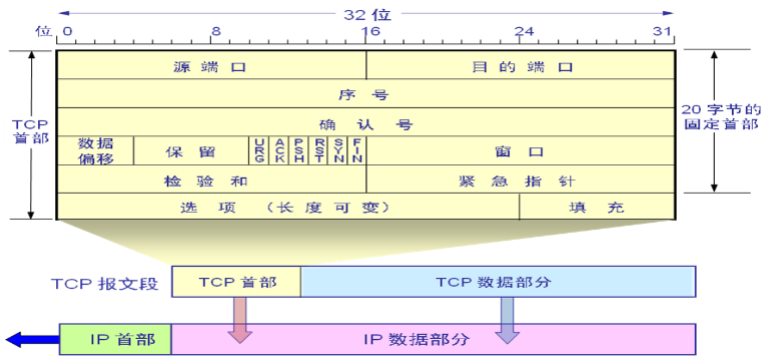 32 位
位 0 8 16 24 31
源 端 口 目 的 端 口
序 号
20 字节的
固定首部
TCP
首部
确 认 号
数据
偏移 保 留 URG ACK PSH RST SYN FIN 窗 口
检 验 和 紧 急 指 针
选 项 (长 度 可 变) 填 充
TCP 报文段 TCP 首部 TCP 数据部分
IP 首部 IP 数据部分